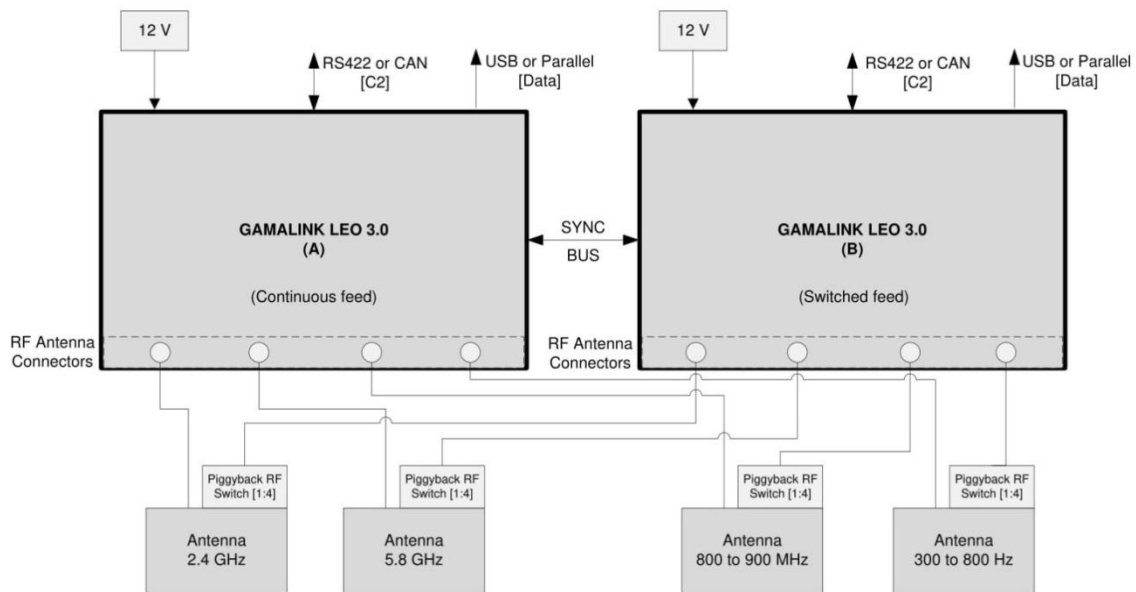 12 V
RS422 or CAN
[C2]
USB or Parallel
[Data]
12 V
RS422 or CAN
[C2]
USB or Parallel
[Data]
GAMALINK LEO 3.0
(A)
(Continuous feed)
SYNC
BUS
GAMALINK LEO 3.0
(B)
(Switched feed)
RF Antenna
Connectors
RF Antenna
Connectors
Piggyback RF
Switch [1:4]
Piggyback RF
Switch [1:4]
Piggyback RF
Switch [1:4]
Piggyback RF
Switch [1:4]
Antenna
2.4 GHz
Antenna
5.8 GHz
Antenna
800 to 900 MHz
Antenna
300 to 800 Hz